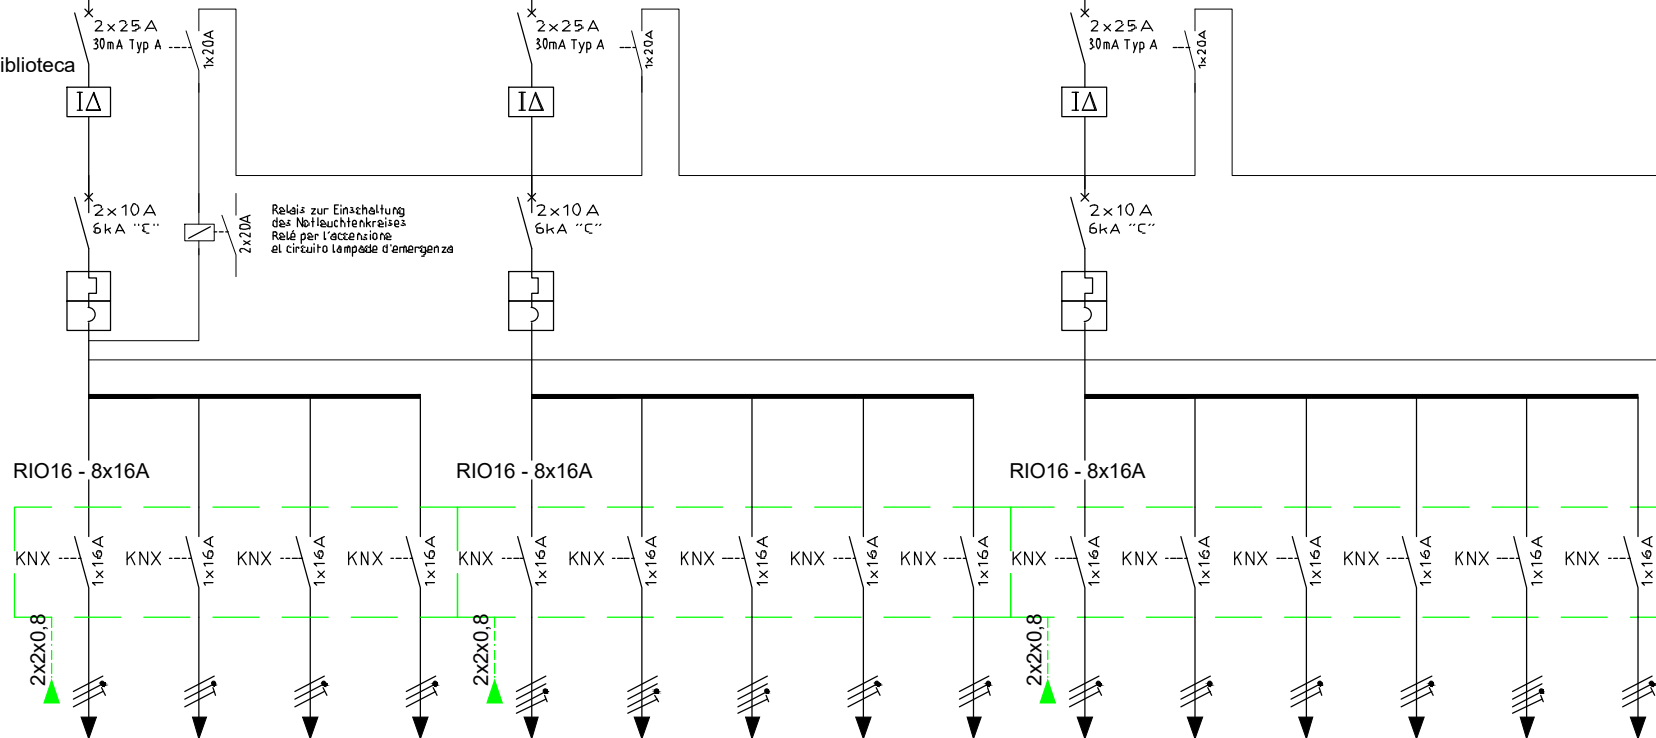 2x25A
30mA Typ A
1x20A
2x25A
30mA Typ A
1x20A
2x25A
30mA Typ A
1x20A
iblioteca
I∆
I∆
I∆
2x10A
6kA "C"
2x20A
Relais zur Einschaltung
des Notleuchtenkreises
Relé per l'accensione
el circuito lampade d'emergenza
2x10A
6kA "C"
2x10A
6kA "C"
RIO16 - 8x16A
RIO16 - 8x16A
RIO16 - 8x16A
KNX
1x16A
KNX
1x16A
KNX
1x16A
KNX
1x16A
KNX
1x16A
KNX
1x16A
KNX
1x16A
KNX
1x16A
KNX
1x16A
KNX
1x16A
KNX
1x16A
KNX
1x16A
KNX
1x16A
KNX
1x16A
KNX
1x16A
2x2x0,8
2x2x0,8
2x2x0,8